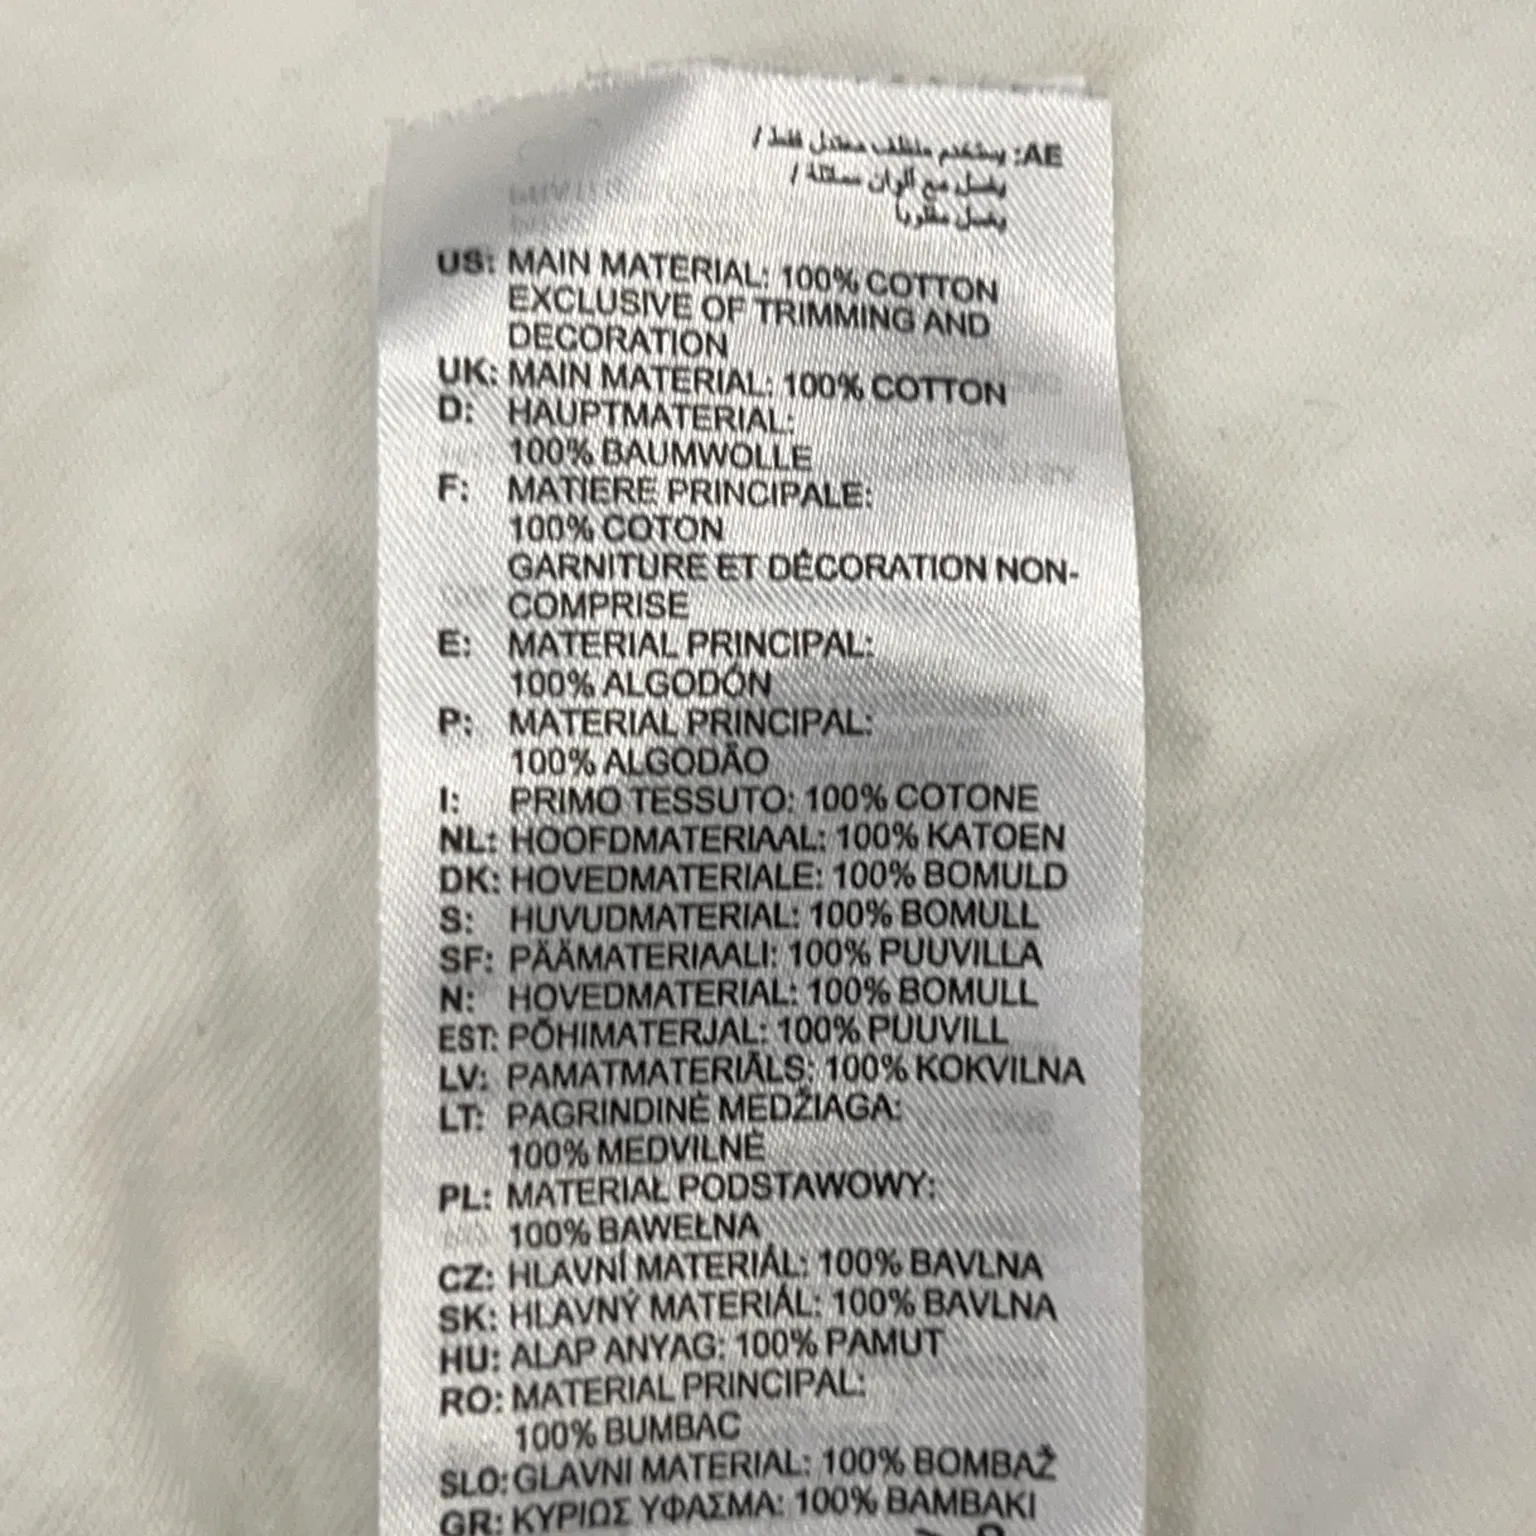 AE: يستخدم منظف معتدل فقط /
يغسل مع ألوان مماثلة /
يغسل مقلوباً
US: MAIN MATERIAL: 100% COTTON
EXCLUSIVE OF TRIMMING AND
DECORATION
UK: MAIN MATERIAL: 100% COTTON
D: HAUPTMATERIAL:
100% BAUMWOLLE
F: MATIERE PRINCIPALE:
100% COTON
GARNITURE ET DÉCORATION NON-
COMPRISE
E: MATERIAL PRINCIPAL:
100% ALGODÓN
P: MATERIAL PRINCIPAL:
100% ALGODÃO
I: PRIMO TESSUTO: 100% COTONE
NL: HOOFDMATERIAAL: 100% KATOEN
DK: HOVEDMATERIALE: 100% BOMULD
S: HUVUDMATERIAL: 100% BOMULL
SF: PÄÄMATERIAALI: 100% PUUVILLA
N: HOVEDMATERIAL: 100% BOMULL
EST: PÕHIMATERJAL: 100% PUUVILL
LV: PAMATMATERIĀLS: 100% KOKVILNA
LT: PAGRINDINĖ MEDŽIAGA:
100% MEDVILNĖ
PL: MATERIAŁ PODSTAWOWY:
100% BAWEŁNA
CZ: HLAVNÍ MATERIÁL: 100% BAVLNA
SK: HLAVNÝ MATERIÁL: 100% BAVLNA
HU: ALAP ANYAG: 100% PAMUT
RO: MATERIAL PRINCIPAL:
100% BUMBAC
SLO: GLAVNI MATERIAL: 100% BOMBAŽ
GR: ΚΥΡΙΩΣ ΥΦΑΣΜΑ: 100% ΒΑΜΒΑΚΙ